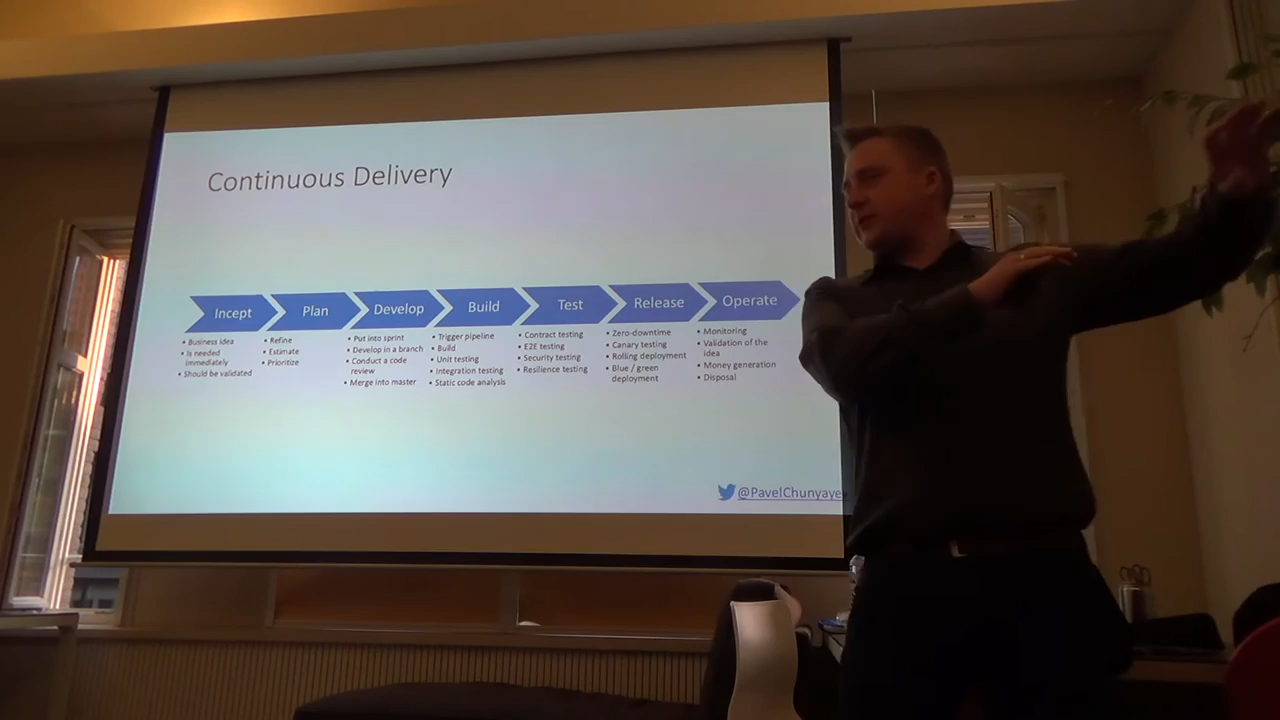 Continuous Delivery
Incept
Plan
Develop
Build
Test
Release
Operate
• Business idea
• Is needed
immediately
• Should be validated
• Refine
• Estimate
• Prioritize
• Put into sprint
• Develop in a branch
• Conduct a code
review
• Merge into master
• Trigger pipeline
• Build
• Unit testing
• Integration testing
• Static code analysis
• Contract testing
• E2E testing
• Security testing
• Resilience testing
• Zero-downtime
• Canary testing
• Rolling deployment
• Blue / green
deployment
• Monitoring
• Validation of the
idea
• Money generation
• Disposal
@PavelChunyaye